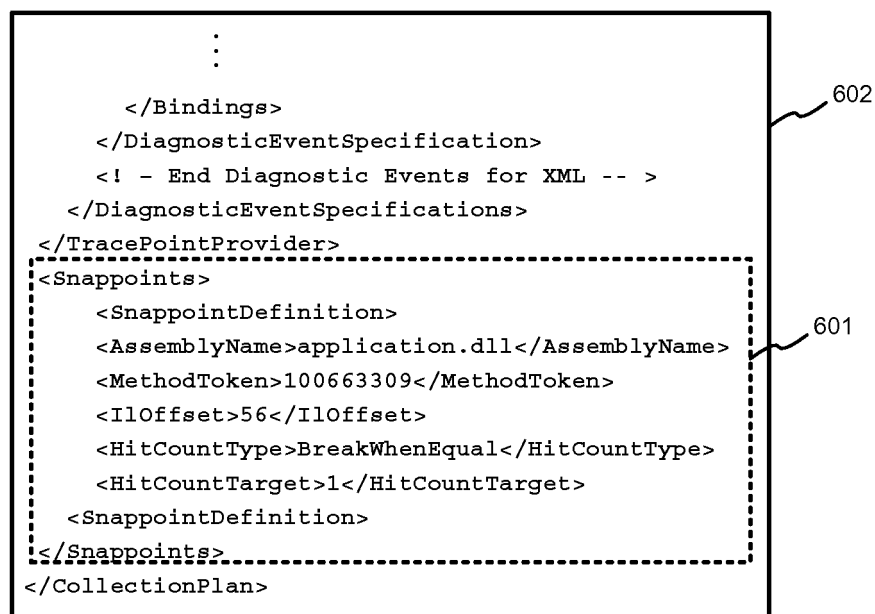 </Bindings>
</DiagnosticEventSpecification>
<! – End Diagnostic Events for XML -- >
</DiagnosticEventSpecifications>
</TracePointProvider>
<Snappoints>
<SnappointDefinition>
<AssemblyName>application.dll</AssemblyName>
<MethodToken>100663309</MethodToken>
<IlOffset>56</IlOffset>
<HitCountType>BreakWhenEqual</HitCountType>
<HitCountTarget>1</HitCountTarget>
<SnappointDefinition>
</Snappoints>
</CollectionPlan>
602
601